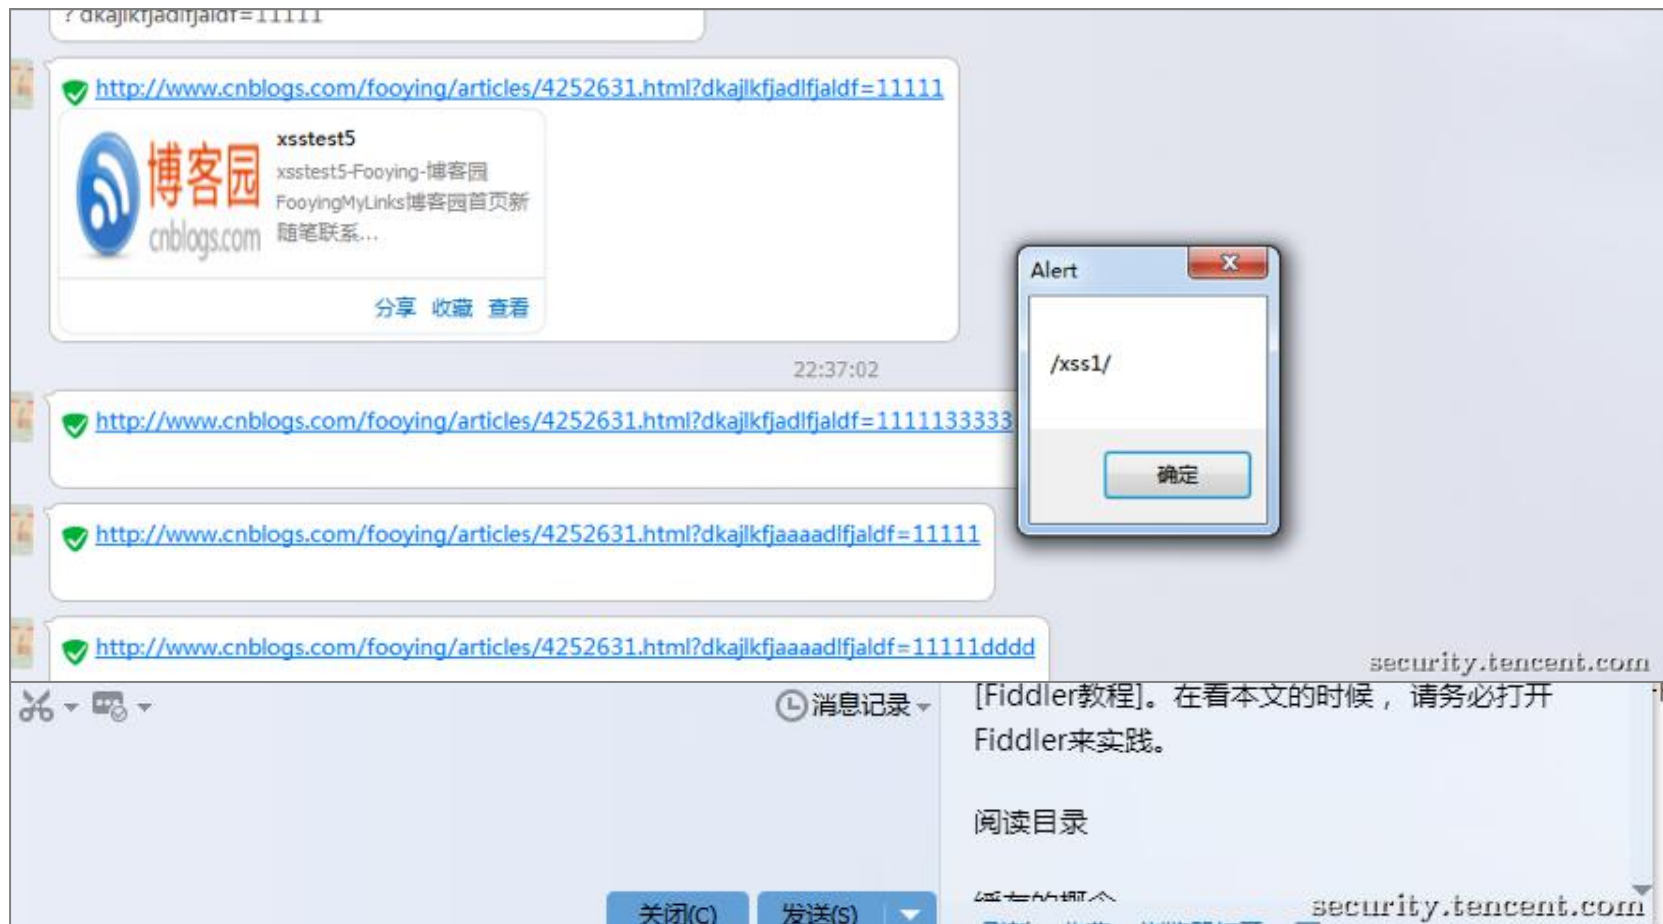 ?dkajlkfjadlfjaldf=11111
http://www.cnblogs.com/fooying/articles/4252631.html?dkajlkfjadlfjaldf=11111
博客园
cnblogs.com
xsstest5
xsstest5-Fooying-博客园
FooyingMyLinks博客园首页新
随笔联系...
分享 收藏 查看
Alert
/xss1/
确定
22:37:02
http://www.cnblogs.com/fooying/articles/4252631.html?dkajlkfjadlfjaldf=1111133333
http://www.cnblogs.com/fooying/articles/4252631.html?dkajlkfjaaaadlfjaldf=11111
http://www.cnblogs.com/fooying/articles/4252631.html?dkajlkfjaaaadlfjaldf=11111dddd
security.tencent.com
消息记录
[Fiddler教程]。在看本文的时候，请务必打开
Fiddler来实践。
阅读目录
缓存的概念
关闭(C) 发送(S)
security.tencent.com